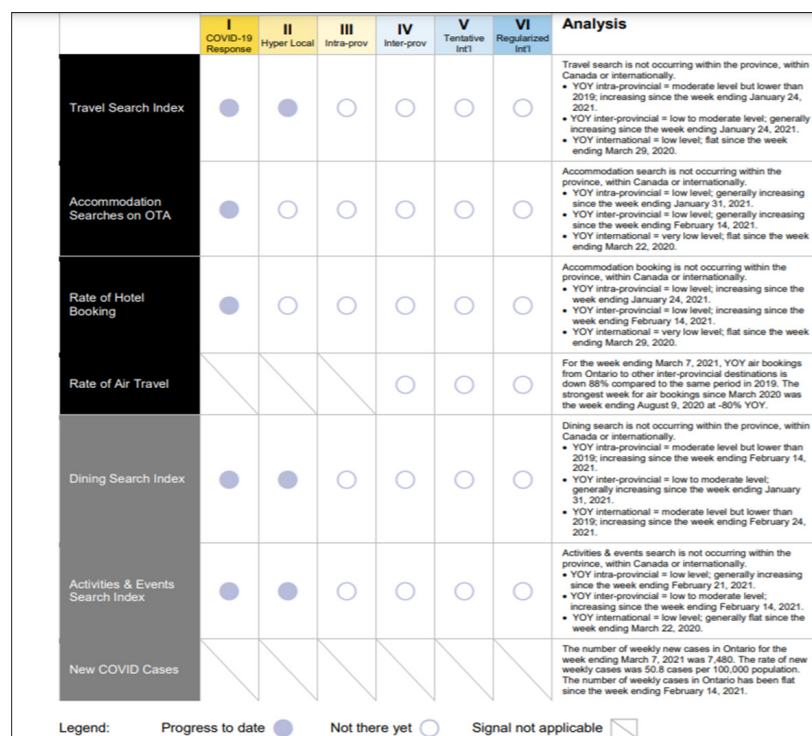 I
COVID-19
Response
II
Hyper Local
III
Intra-prov
IV
Inter-prov
V
Tentative
Int'l
VI
Regularized
Int'l
Analysis
Travel Search Index
Travel search is not occurring within the province, within
Canada or internationally.
• YOY intra-provincial = moderate level but lower than
2019; increasing since the week ending January 24,
2021.
• YOY inter-provincial = low to moderate level; generally
increasing since the week ending January 24, 2021.
• YOY international = low level; flat since the week
ending March 29, 2020.
Accommodation
Searches on OTA
Accommodation search is not occurring within the
province, within Canada or internationally.
• YOY intra-provincial = low level; generally increasing
since the week ending January 31, 2021.
• YOY inter-provincial = low level; generally increasing
since the week ending February 14, 2021.
• YOY international = very low level; flat since the week
ending March 22, 2020.
Rate of Hotel
Booking
Accommodation booking is not occurring within the
province, within Canada or internationally.
• YOY intra-provincial = low level; increasing since the
week ending January 24, 2021.
• YOY inter-provincial = low level; increasing since the
week ending February 14, 2021.
• YOY international = very low level; flat since the week
ending March 29, 2020.
Rate of Air Travel
For the week ending March 7, 2021, YOY air bookings
from Ontario to other inter-provincial destinations is
down 88% compared to the same period in 2019. The
strongest week for air bookings since March 2020 was
the week ending August 9, 2020 at -80% YOY.
Dining Search Index
Dining search is not occurring within the province, within
Canada or internationally.
• YOY intra-provincial = moderate level but lower than
2019; increasing since the week ending February 14,
2021.
• YOY inter-provincial = low to moderate level;
generally increasing since the week ending January
31, 2021.
• YOY international = moderate level but lower than
2019; increasing since the week ending February 24,
2021.
Activities & Events
Search Index
Activities & events search is not occurring within the
province, within Canada or internationally.
• YOY intra-provincial = low level; generally increasing
since the week ending February 21, 2021.
• YOY inter-provincial = low to moderate level;
increasing since the week ending February 14, 2021.
• YOY international = low level; generally flat since the
week ending March 22, 2020.
New COVID Cases
The number of weekly new cases in Ontario for the
week ending March 7, 2021 was 7,480. The rate of new
weekly cases was 50.8 cases per 100,000 population.
The number of weekly cases in Ontario has been flat
since the week ending February 14, 2021.
Legend: Progress to date Not there yet Signal not applicable